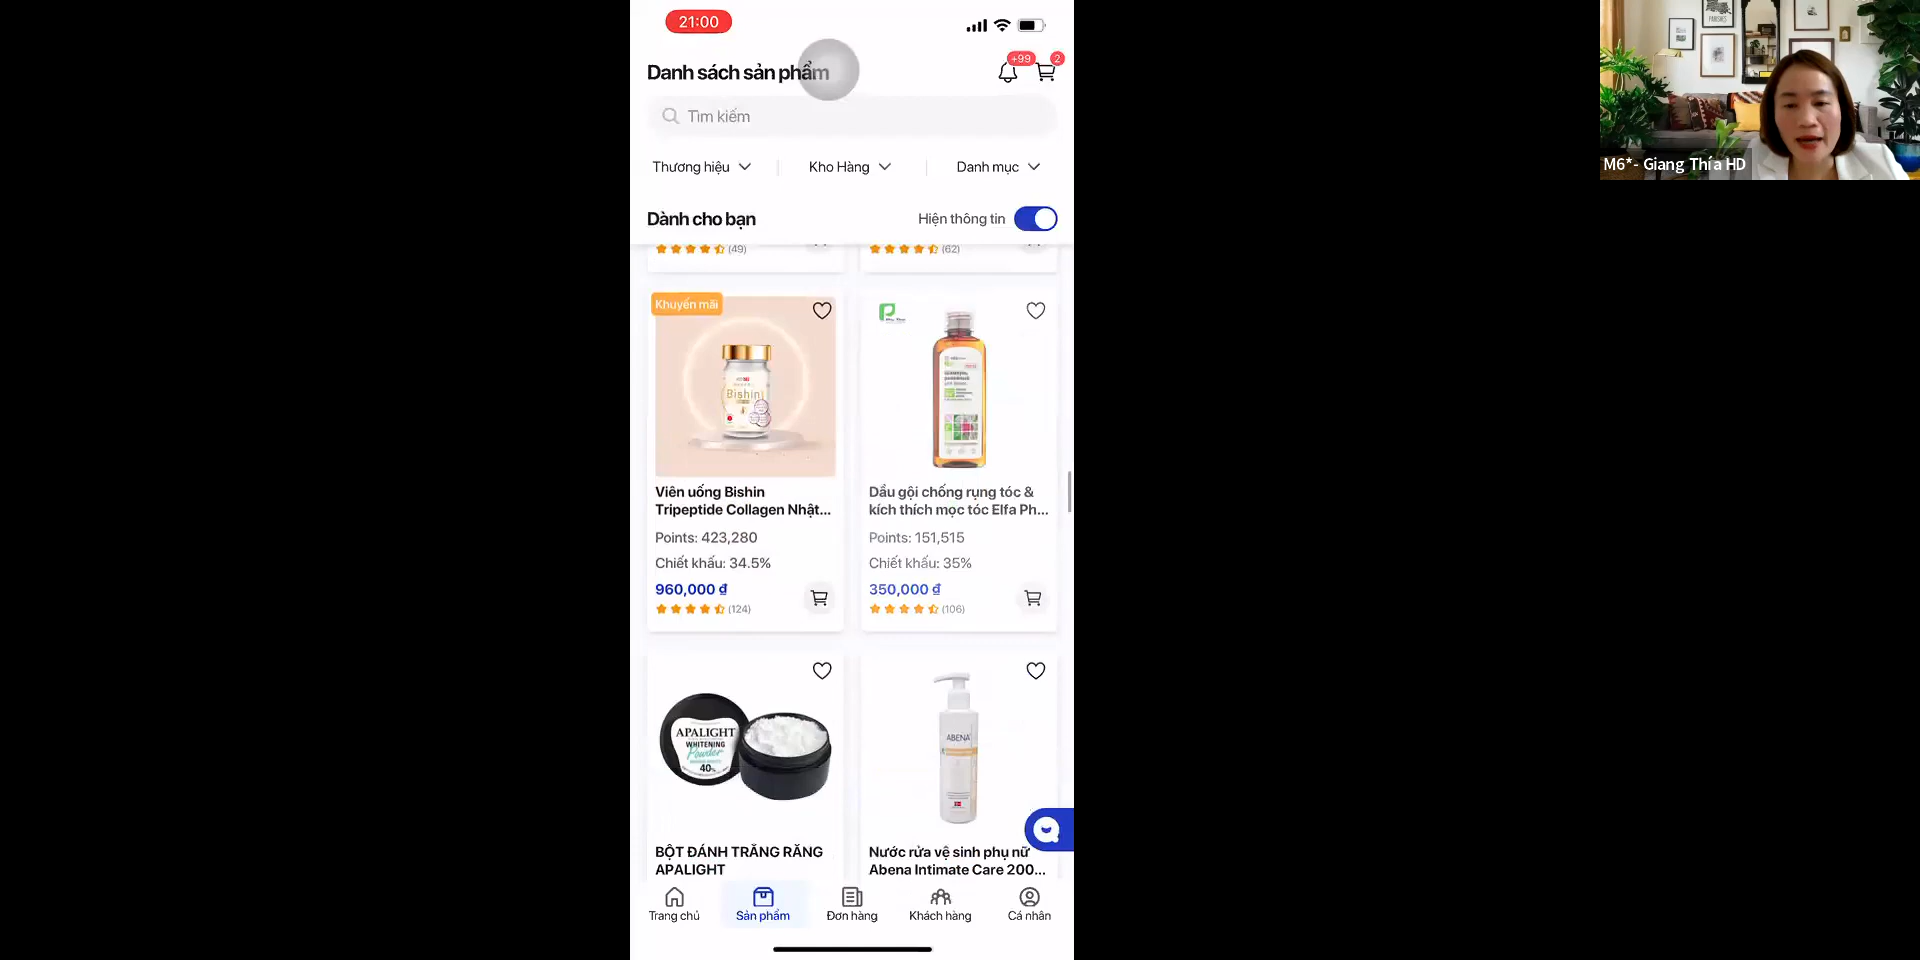 21:00
+99
2
Danh sách sản phẩm
Tìm kiếm
Thương hiệu
Kho Hàng
Danh mục
Dành cho bạn
Hiện thông tin
(49)
(62)
Khuyến mãi
Bishin
Viên uống Bishin
Tripeptide Collagen Nhật...
Points: 423,280
Chiết khấu: 34.5%
960,000 ₫
(124)
Dầu gội chống rụng tóc &
kích thích mọc tóc Elfa Ph...
Points: 151,515
Chiết khấu: 35%
350,000 ₫
(106)
APALIGHT
WHITENING
Powder
40%
BỘT ĐÁNH TRẮNG RĂNG
APALIGHT
ABENA
Nước rửa vệ sinh phụ nữ
Abena Intimate Care 200...
Trang chủ
Sản phẩm
Đơn hàng
Khách hàng
Cá nhân
M6*- Giang Thía HD